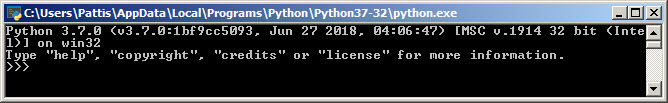 C:\Users\Pattis\AppData\Local\Programs\Python\Python37-32\python.exe
Python 3.7.0 (v3.7.0:1bf9cc5093, Jun 27 2018, 04:06:47) [MSC v.1914 32 bit (Inte
l)] on win32
Type "help", "copyright", "credits" or "license" for more information.
>>>